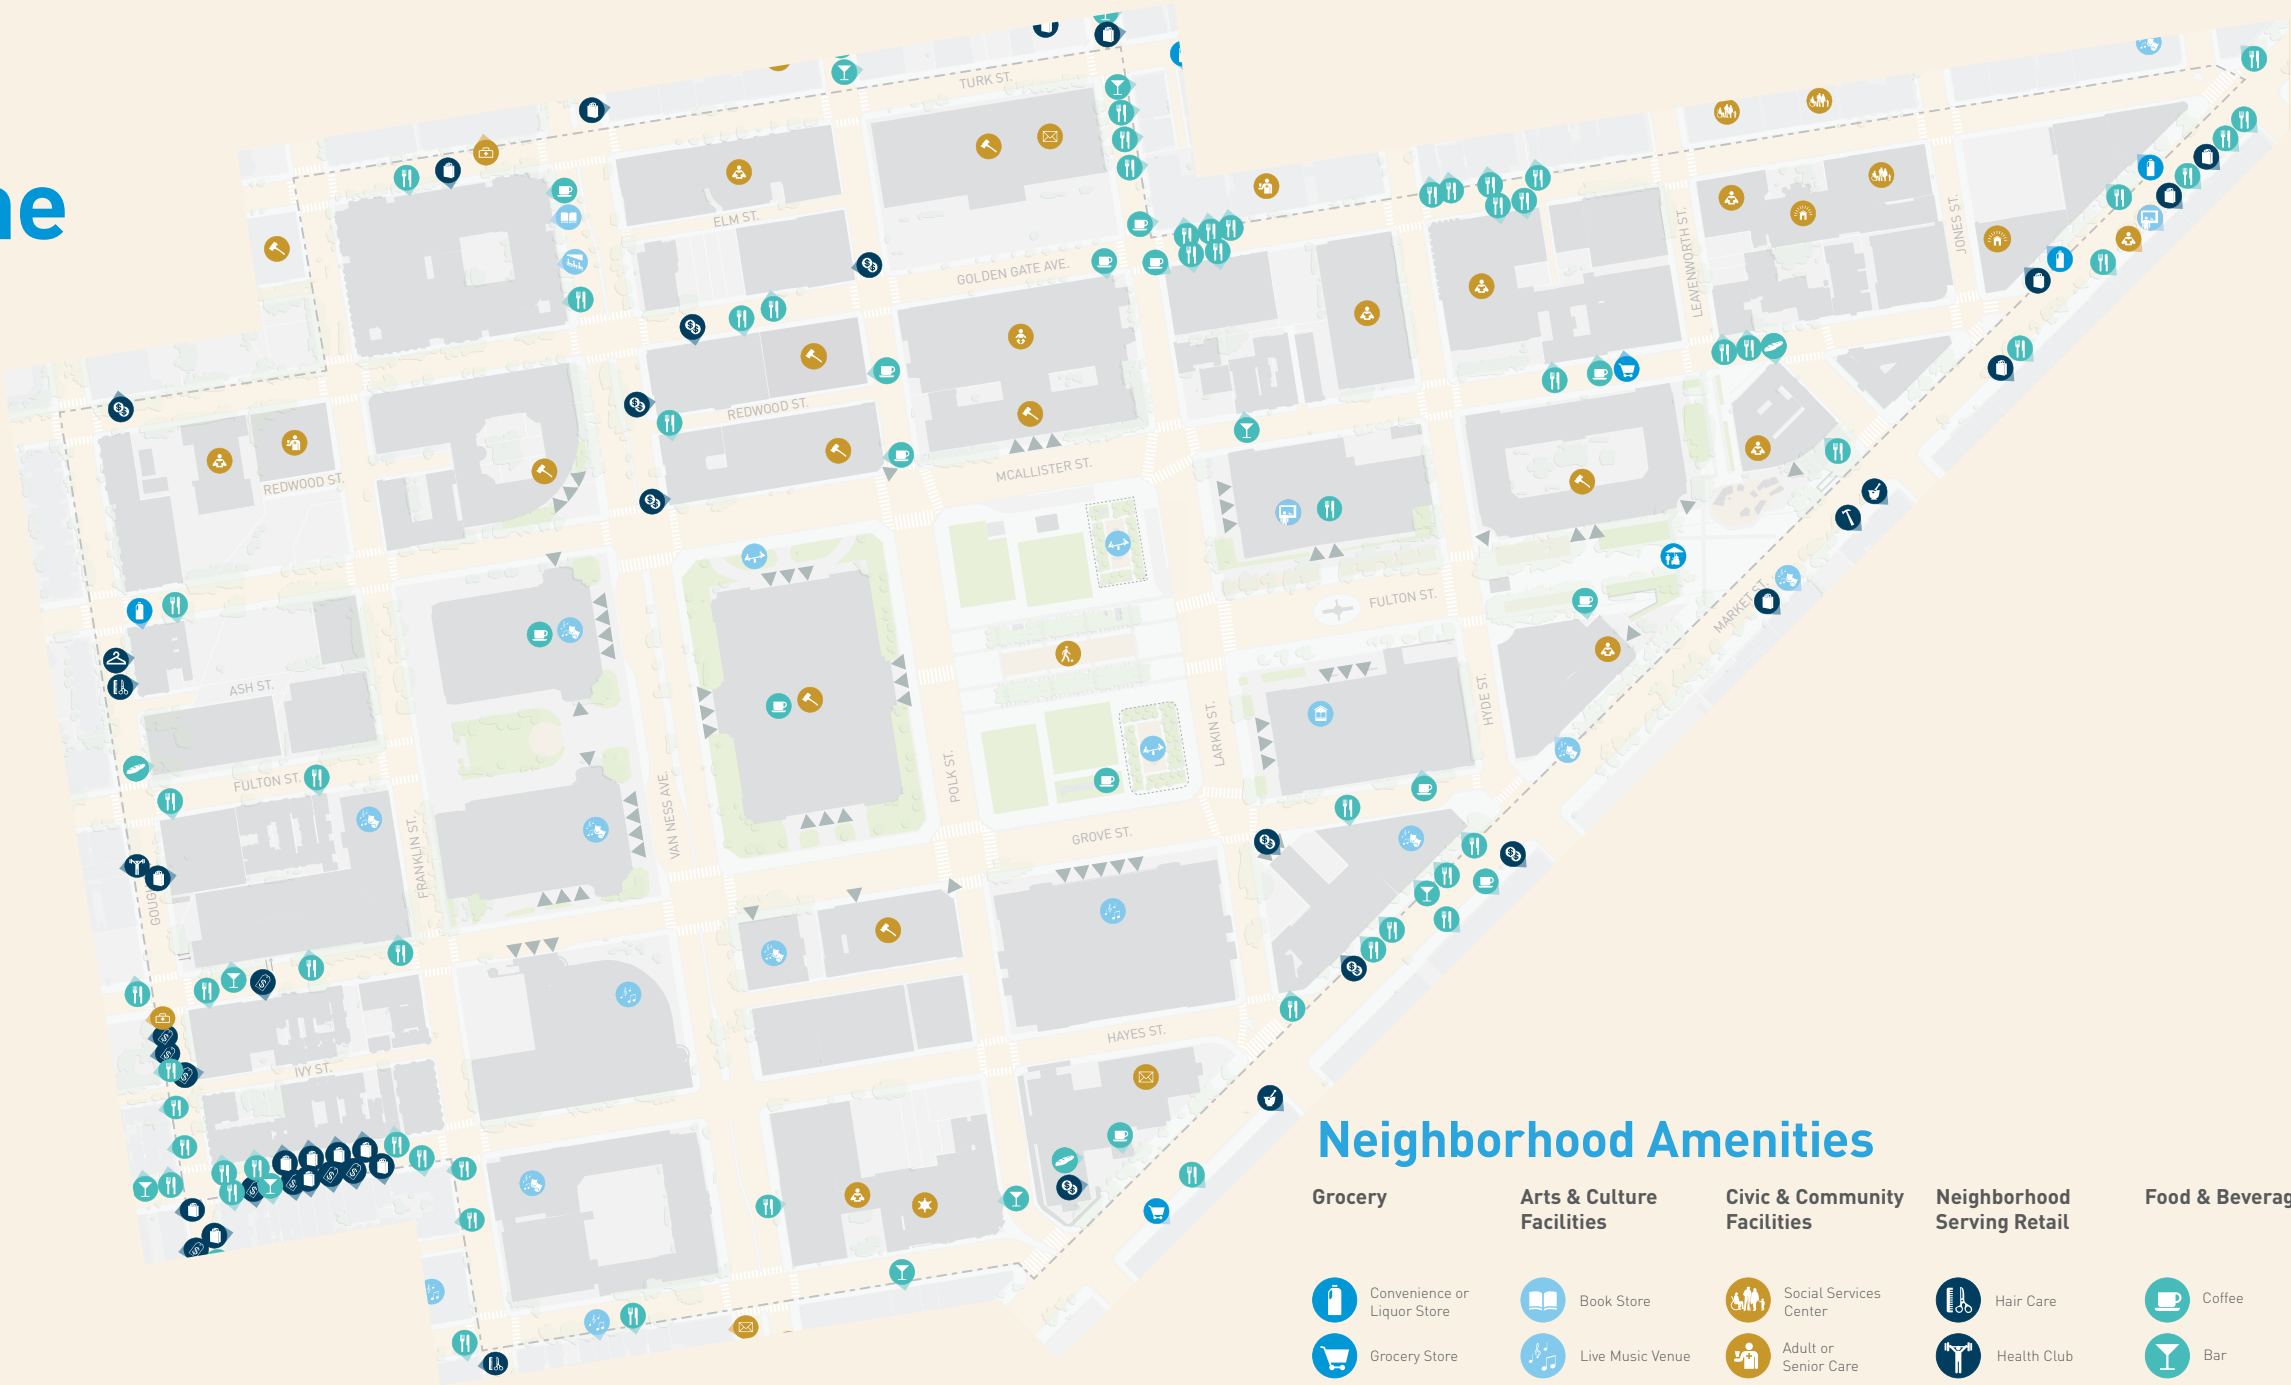 ne
TURK ST.
ELM ST.
GOLDEN GATE AVE.
LEAVENWORTH ST.
JONES ST.
REDWOOD ST.
REDWOOD ST.
MCALLISTER ST.
FULTON ST.
MARKET ST.
ASH ST.
HYDE ST.
LARKIN ST.
POLK ST.
VAN NESS AVE.
FULTON ST.
FRANKLIN ST.
GROVE ST.
GOUG
HAYES ST.
IVY ST.
Neighborhood Amenities
Grocery
Convenience or
Liquor Store
Grocery Store
Arts & Culture
Facilities
Book Store
Live Music Venue
Civic & Community
Facilities
Social Services
Center
Adult or
Senior Care
Neighborhood
Serving Retail
Hair Care
Health Club
Food & Beverag
Coffee
Bar